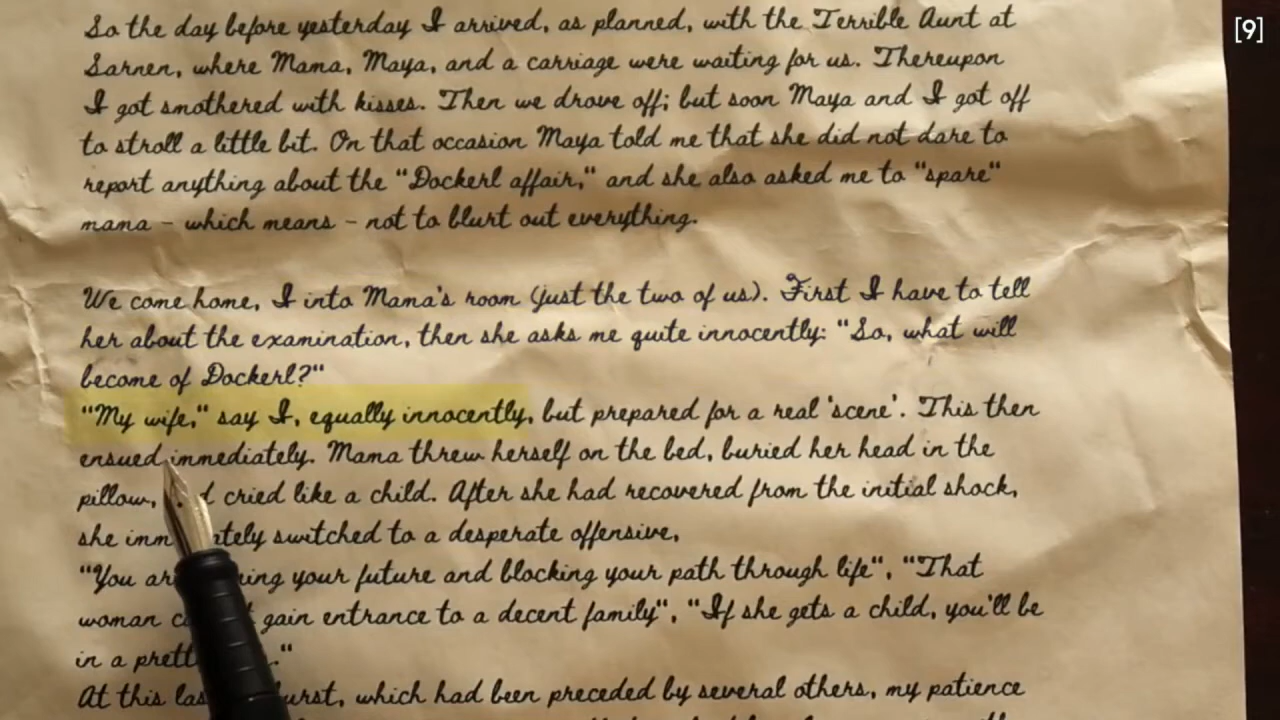 [9]
So the day before yesterday I arrived, as planned, with the Terrible Aunt at
Sarnen, where Mama, Maya, and a carriage were waiting for us. Thereupon
I got smothered with kisses. Then we drove off; but soon Maya and I got off
to stroll a little bit. On that occasion Maya told me that she did not dare to
report anything about the "Dockerl affair," and she also asked me to "spare"
mama - which means - not to blurt out everything.
We come home, I into Mama's room (just the two of us). First I have to tell
her about the examination, then she asks me quite innocently: "So, what will
become of Dockerl?"
"My wife," say I, equally innocently, but prepared for a real 'scene'. This then
ensued immediately. Mama threw herself on the bed, buried her head in the
pillow, cried like a child. After she had recovered from the initial shock,
she switched to a desperate offensive,
"You your future and blocking your path through life", "That
woman gain entrance to a decent family", "If she gets a child, you'll be
in a
At this which had been preceded by several others, my patience